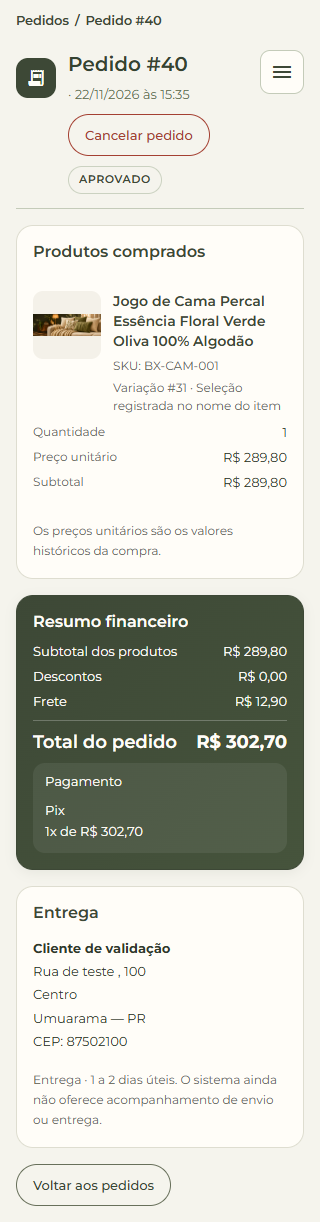 Pedidos / Pedido #40
Pedido #40
· 22/11/2026 às 15:35
Cancelar pedido
APROVADO
Produtos comprados
Jogo de Cama Percal
Essência Floral Verde
Oliva 100% Algodão
SKU: BX-CAM-001
Variação #31 · Seleção
registrada no nome do item
Quantidade 1
Preço unitário R$ 289,80
Subtotal R$ 289,80
Os preços unitários são os valores
históricos da compra.
Resumo financeiro
Subtotal dos produtos R$ 289,80
Descontos R$ 0,00
Frete R$ 12,90
Total do pedido R$ 302,70
Pagamento
Pix
1x de R$ 302,70
Entrega
Cliente de validação
Rua de teste , 100
Centro
Umuarama — PR
CEP: 87502100
Entrega · 1 a 2 dias úteis. O sistema ainda
não oferece acompanhamento de envio
ou entrega.
Voltar aos pedidos